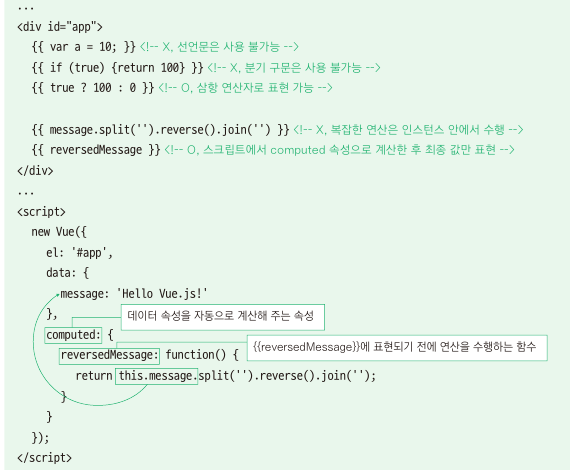 ...
<div id="app">
{{ var a = 10; }} <!-- X, 선언문은 사용 불가능 -->
{{ if (true) {return 100} }} <!-- X, 분기 구문은 사용 불가능 -->
{{ true ? 100 : 0 }} <!-- O, 삼항 연산자로 표현 가능 -->
{{ message.split('').reverse().join('') }} <!-- X, 복잡한 연산은 인스턴스 안에서 수행 -->
{{ reversedMessage }} <!-- O, 스크립트에서 computed 속성으로 계산한 후 최종 값만 표현 -->
</div>
...
<script>
new Vue({
el: '#app',
data: {
message: 'Hello Vue.js!'
},
데이터 속성을 자동으로 계산해 주는 속성
computed: {
{{reversedMessage}}에 표현되기 전에 연산을 수행하는 함수
reversedMessage: function() {
return this.message.split('').reverse().join('');
}
}
});
</script>